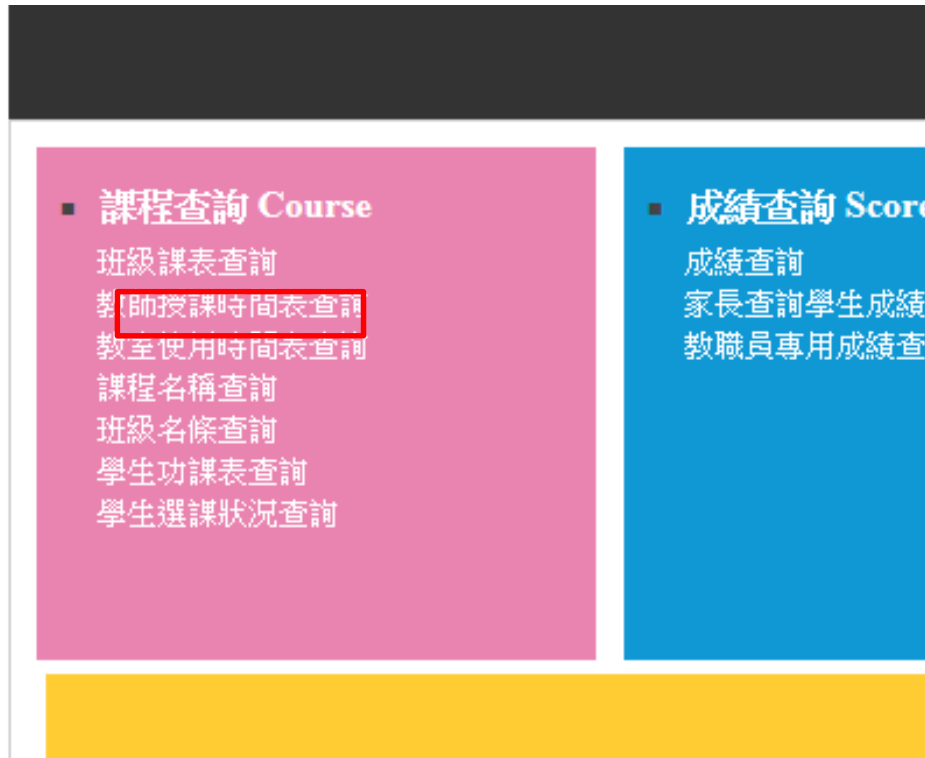 課程查詢 Course
班級課表查詢
教師授課時間表查詢
教室使用時間表查詢
課程名稱查詢
班級名條查詢
學生功課表查詢
學生選課狀況查詢
成績查詢 Score
成績查詢
家長查詢學生成績
教職員專用成績查